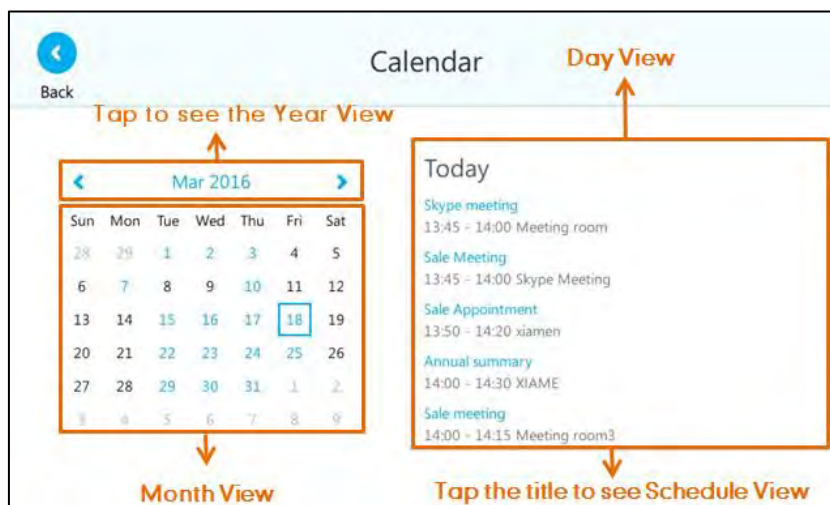 Calendar
Day View
Back
Tap to see the Year View
Mar 2016
Sun Mon Tue Wed Thu Fri Sat
28 29 1 2 3 4 5
6 7 8 9 10 11 12
13 14 15 16 17 18 19
20 21 22 23 24 25 26
27 28 29 30 31 1 2
3 4 5 6 7 8 9
Month View
Today
Skype meeting
13:45 - 14:00 Meeting room
Sale Meeting
13:45 - 14:00 Skype Meeting
Sale Appointment
13:50 - 14:20 xiamen
Annual summary
14:00 - 14:30 XIAME
Sale meeting
14:00 - 14:15 Meeting room3
Tap the title to see Schedule View